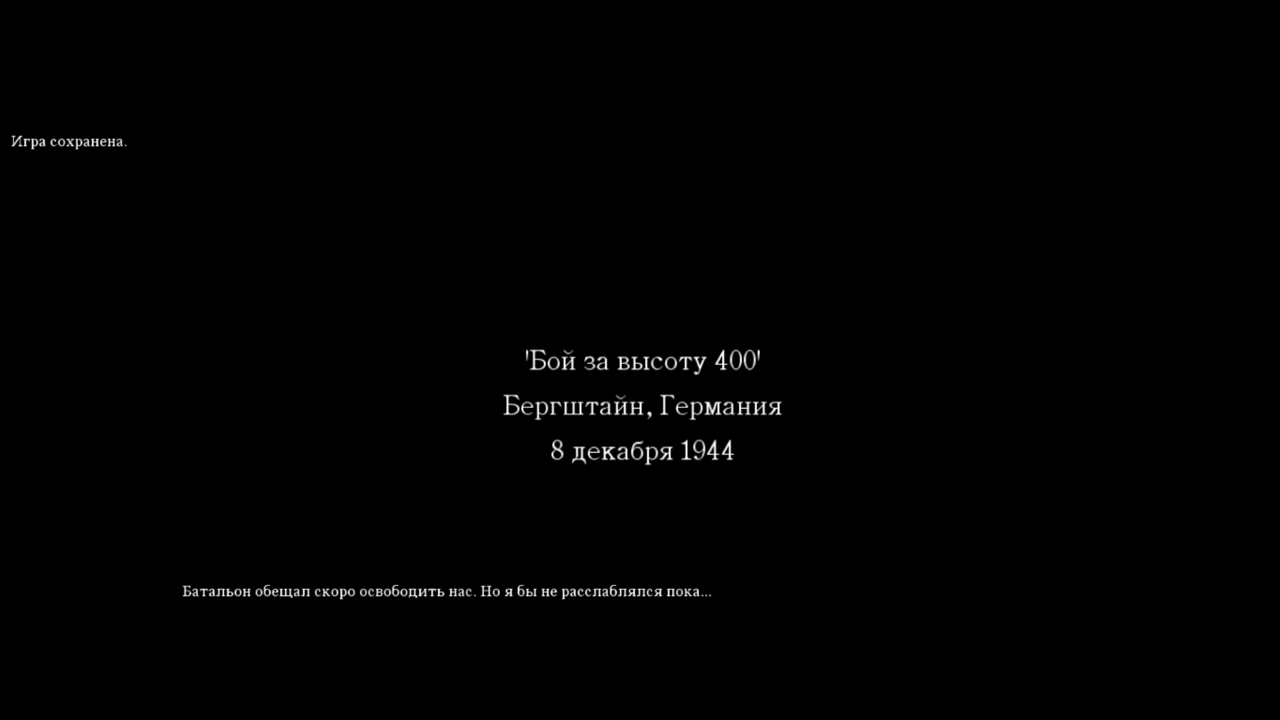 Игра сохранена.
'Бой за высоту 400'
Бергштайн, Германия
8 декабря 1944
Батальон обещал скоро освободить нас. Но я бы не расслаблялся пока...